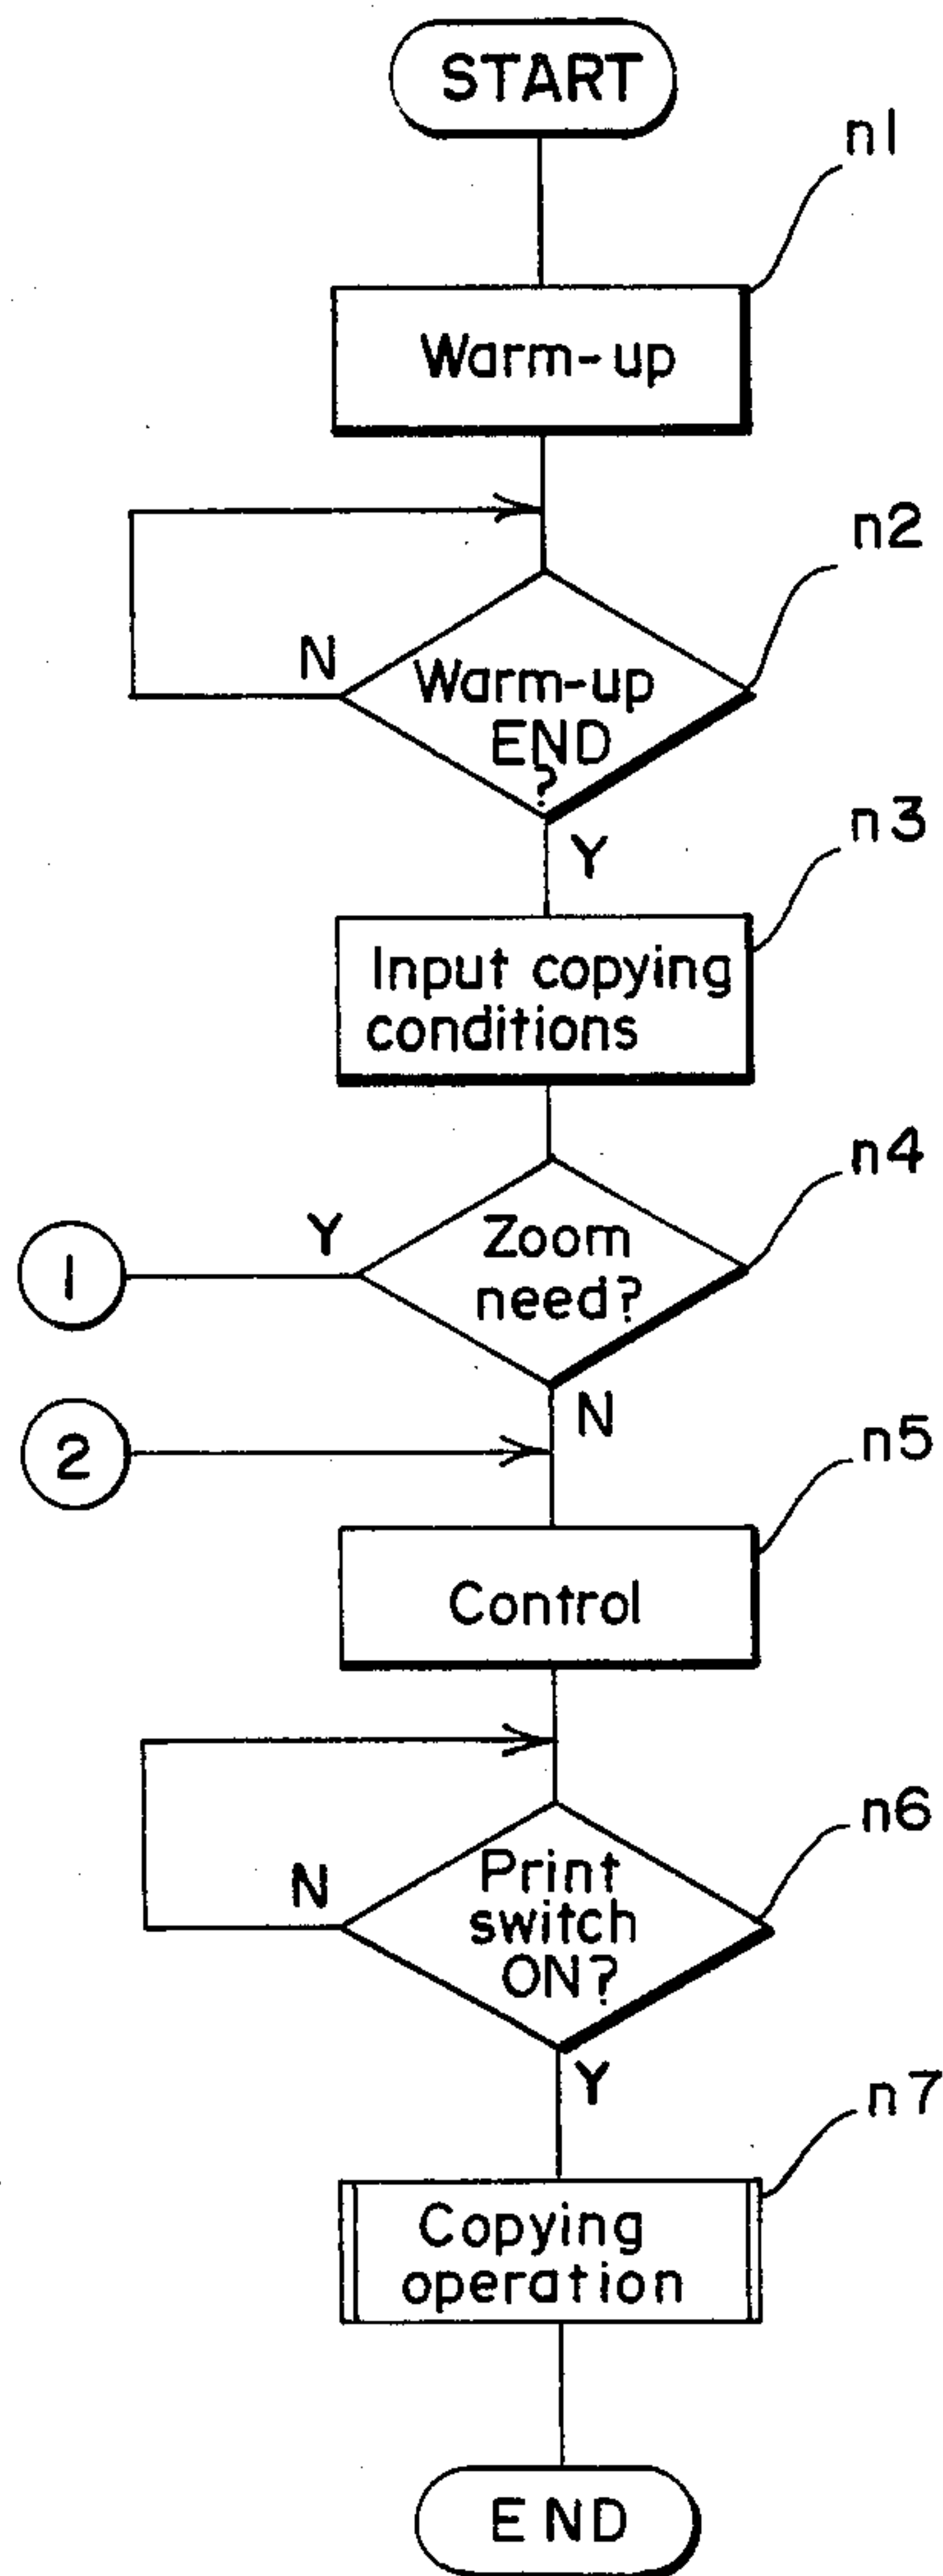 START
n1
Warm-up
n2
N
Warm-up
END
?
Y
n3
Input copying
conditions
n4
Y
Zoom
need?
1
N
2
n5
Control
n6
N
Print
switch
ON?
Y
n7
Copying
operation
END